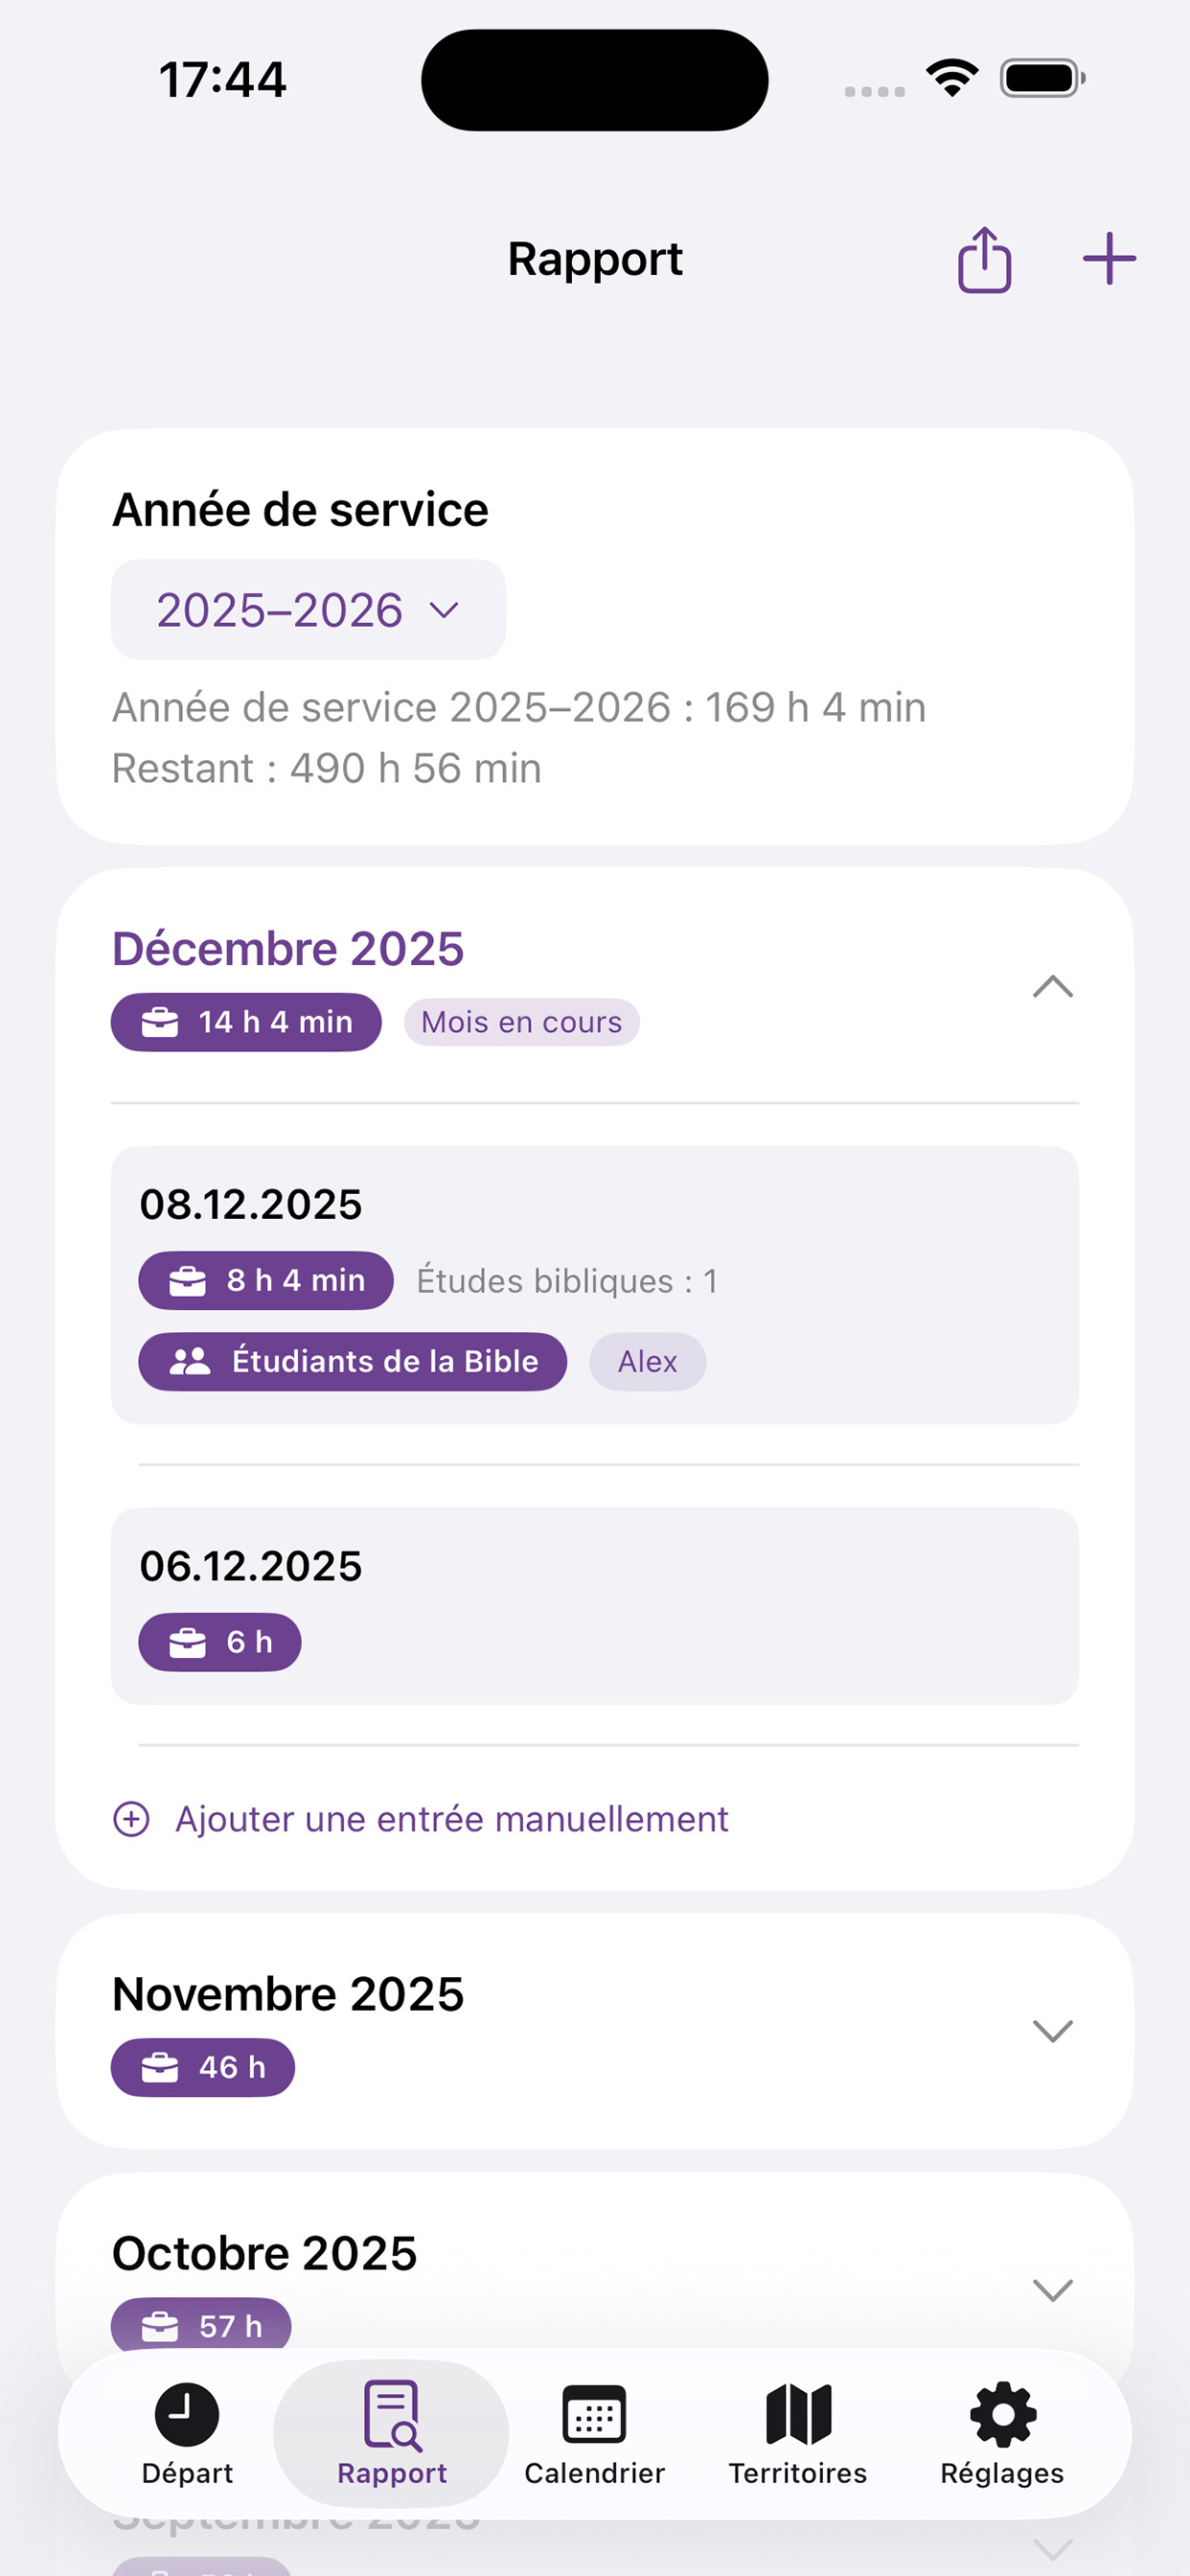 17:44
Rapport
Année de service
2025–2026
Année de service 2025–2026 : 169 h 4 min
Restant : 490 h 56 min
Décembre 2025
14 h 4 min
Mois en cours
08.12.2025
8 h 4 min
Études bibliques : 1
Étudiants de la Bible
Alex
06.12.2025
6 h
Ajouter une entrée manuellement
Novembre 2025
46 h
Octobre 2025
57 h
Départ
Rapport
Calendrier
Territoires
Réglages
Septembre 2025